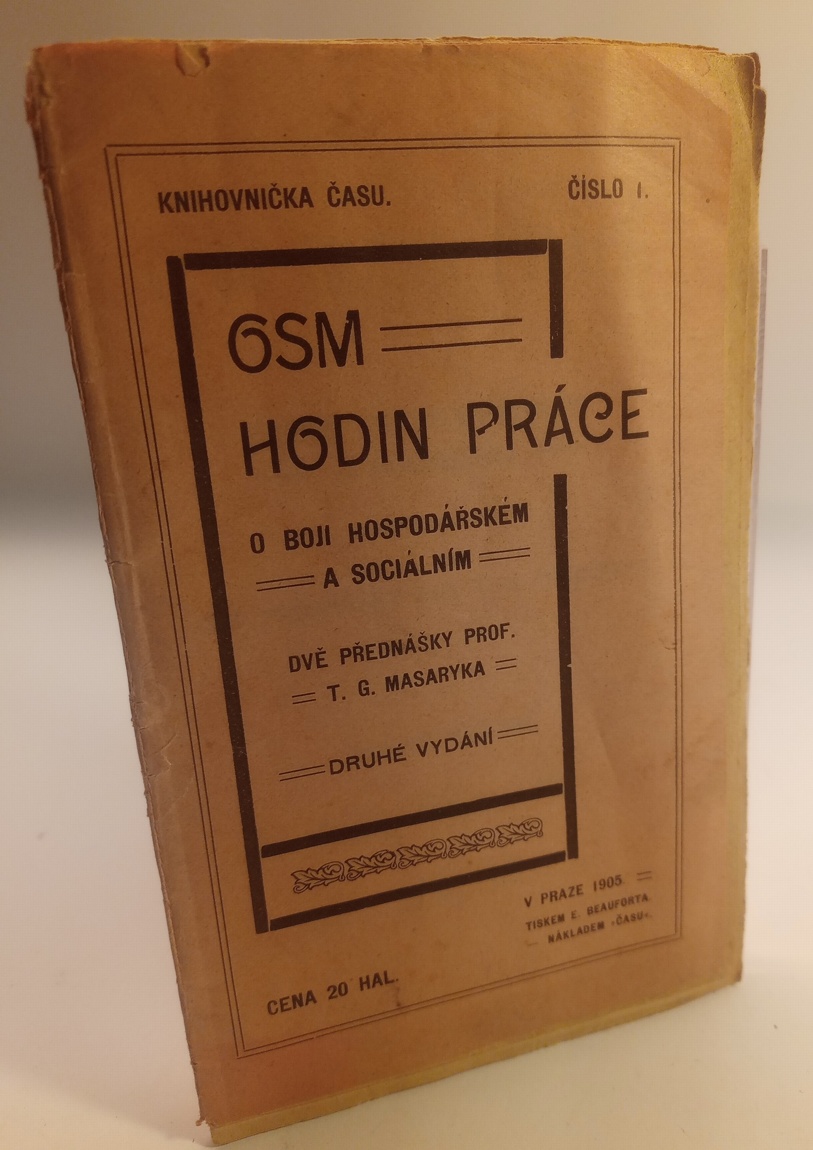 KNIHOVNIČKA ČASU. ČÍSLO 1.
OSM
HODIN PRÁCE
O BOJI HOSPODÁŘSKÉM
A SOCIÁLNÍM
DVĚ PŘEDNÁŠKY PROF.
T. G. MASARYKA
DRUHÉ VYDÁNÍ
V PRAZE 1905
TISKEM E. BEAUFORTA
NÁKLADEM »ČASU«.
CENA 20 HAL.